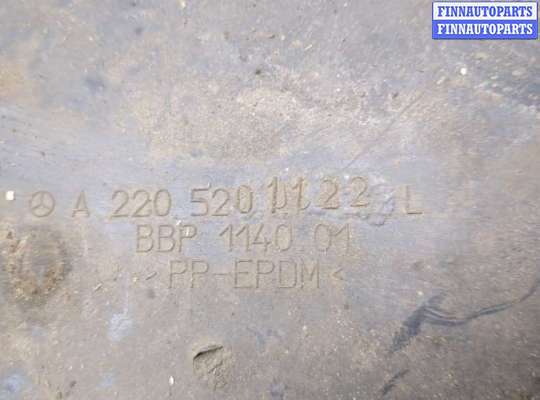 FINNAUTOPARTS
FINNAUTOPARTS
A 220 520 1122 L
BBP 1140 01
>PP-EPDM<